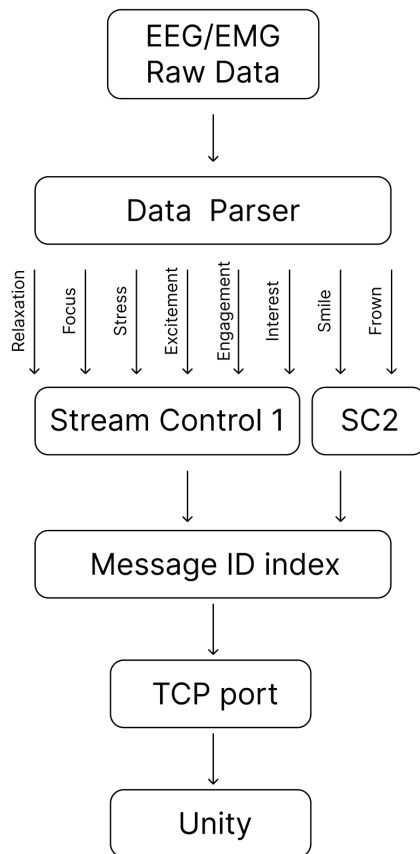 EEG/EMG
Raw Data
Data Parser
Relaxation
Focus
Stress
Excitement
Engagement
Interest
Smile
Frown
Stream Control 1
SC2
Message ID index
TCP port
Unity